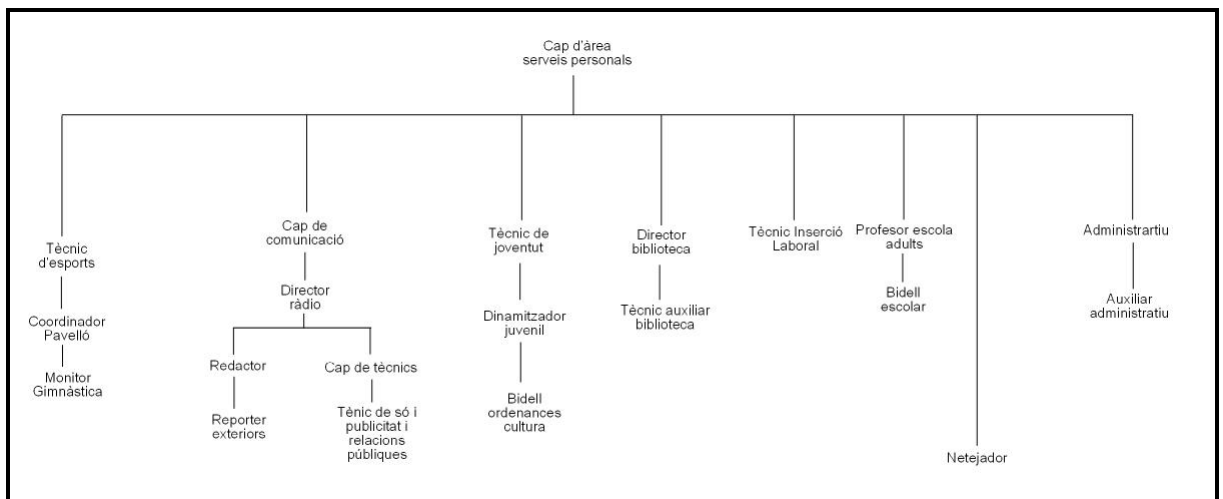 Cap d'àrea
serveis personals
Tècnic
d'esports
Coordinador
Pavelló
Monitor
Gimnàstica
Cap de
comunicació
Director
ràdio
Redactor
Reporter
exteriors
Cap de tècnics
Tènic de só i
publicitat i
relacions
públiques
Tècnic de
joventut
Dinamitzador
juvenil
Bidell
ordenances
cultura
Director
biblioteca
Tècnic auxiliar
biblioteca
Tècnic Inserció
Laboral
Profesor escola
adults
Bidell
escolar
Netejador
Administrartiu
Auxiliar
administratiu